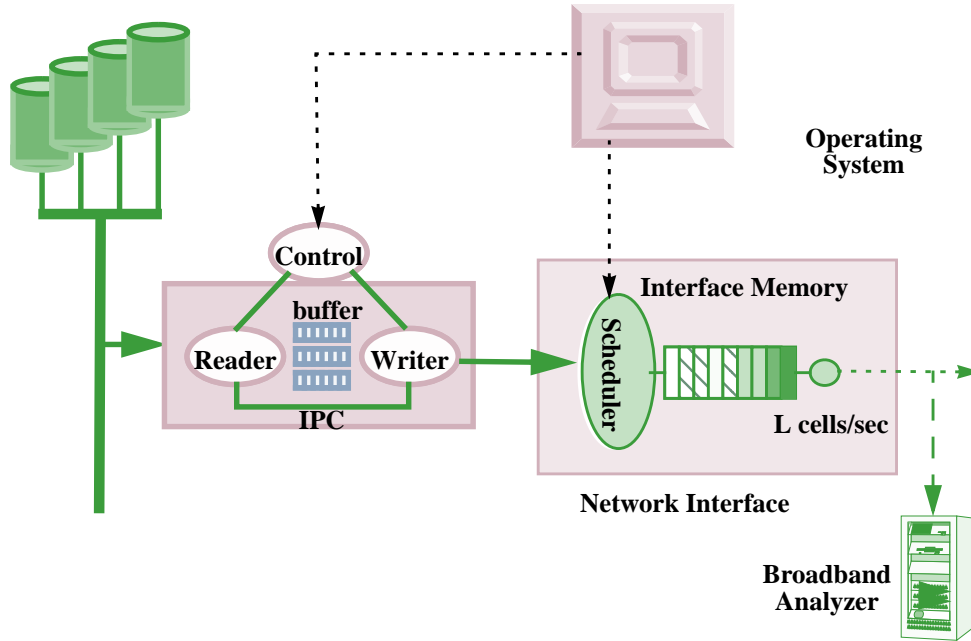 Operating
System
Control
Interface Memory
buffer
Scheduler
Reader
Writer
IPC
L cells/sec
Network Interface
Broadband
Analyzer